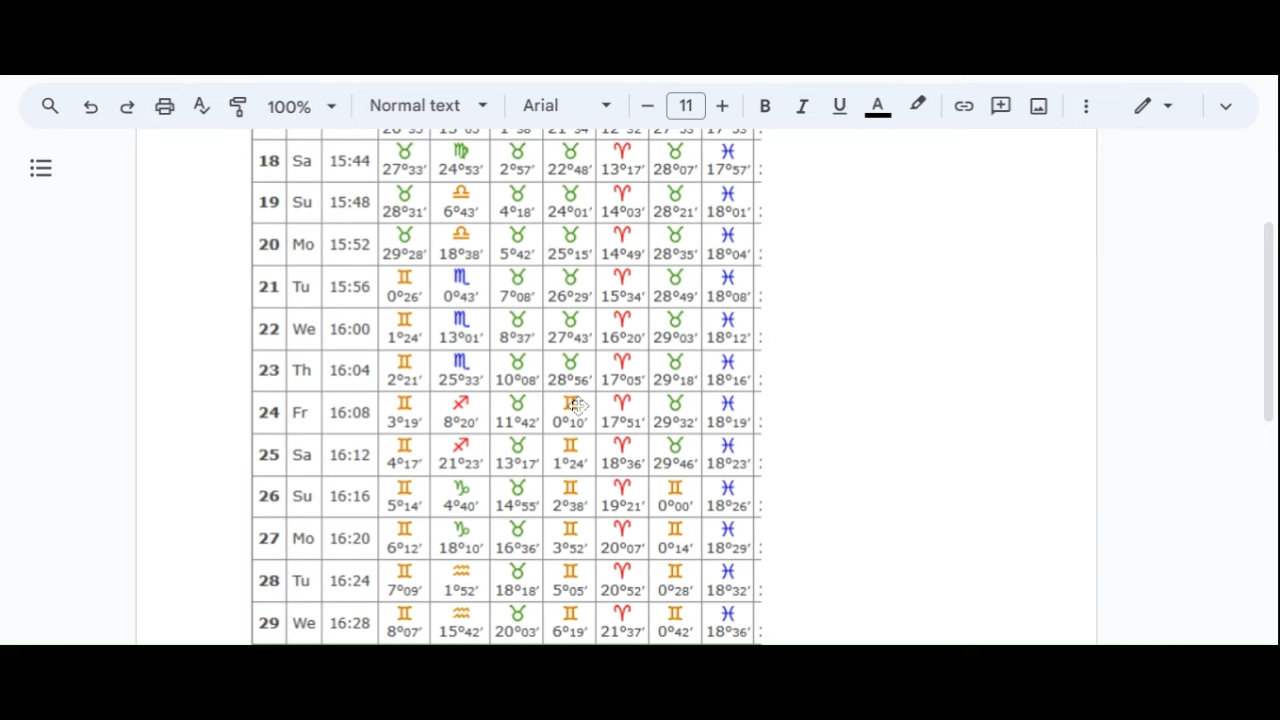 100% Normal text Arial 11 B I U A
18 Sa 15:44 ♉ 27°33′ ♍ 24°53′ ♉ 2°57′ ♉ 22°48′ ♈ 13°17′ ♉ 28°07′ ♓ 17°57′
19 Su 15:48 ♉ 28°31′ ♎ 6°43′ ♉ 4°18′ ♉ 24°01′ ♈ 14°03′ ♉ 28°21′ ♓ 18°01′
20 Mo 15:52 ♉ 29°28′ ♎ 18°38′ ♉ 5°42′ ♉ 25°15′ ♈ 14°49′ ♉ 28°35′ ♓ 18°04′
21 Tu 15:56 ♊ 0°26′ ♏ 0°43′ ♉ 7°08′ ♉ 26°29′ ♈ 15°34′ ♉ 28°49′ ♓ 18°08′
22 We 16:00 ♊ 1°24′ ♏ 13°01′ ♉ 8°37′ ♉ 27°43′ ♈ 16°20′ ♉ 29°03′ ♓ 18°12′
23 Th 16:04 ♊ 2°21′ ♏ 25°33′ ♉ 10°08′ ♉ 28°56′ ♈ 17°05′ ♉ 29°18′ ♓ 18°16′
24 Fr 16:08 ♊ 3°19′ ♐ 8°20′ ♉ 11°42′ ♊ 0°10′ ♈ 17°51′ ♉ 29°32′ ♓ 18°19′
25 Sa 16:12 ♊ 4°17′ ♐ 21°23′ ♉ 13°17′ ♊ 1°24′ ♈ 18°36′ ♉ 29°46′ ♓ 18°23′
26 Su 16:16 ♊ 5°14′ ♑ 4°40′ ♉ 14°55′ ♊ 2°38′ ♈ 19°21′ ♊ 0°00′ ♓ 18°26′
27 Mo 16:20 ♊ 6°12′ ♑ 18°10′ ♉ 16°36′ ♊ 3°52′ ♈ 20°07′ ♊ 0°14′ ♓ 18°29′
28 Tu 16:24 ♊ 7°09′ ♒ 1°52′ ♉ 18°18′ ♊ 5°05′ ♈ 20°52′ ♊ 0°28′ ♓ 18°32′
29 We 16:28 ♊ 8°07′ ♒ 15°42′ ♉ 20°03′ ♊ 6°19′ ♈ 21°37′ ♊ 0°42′ ♓ 18°36′